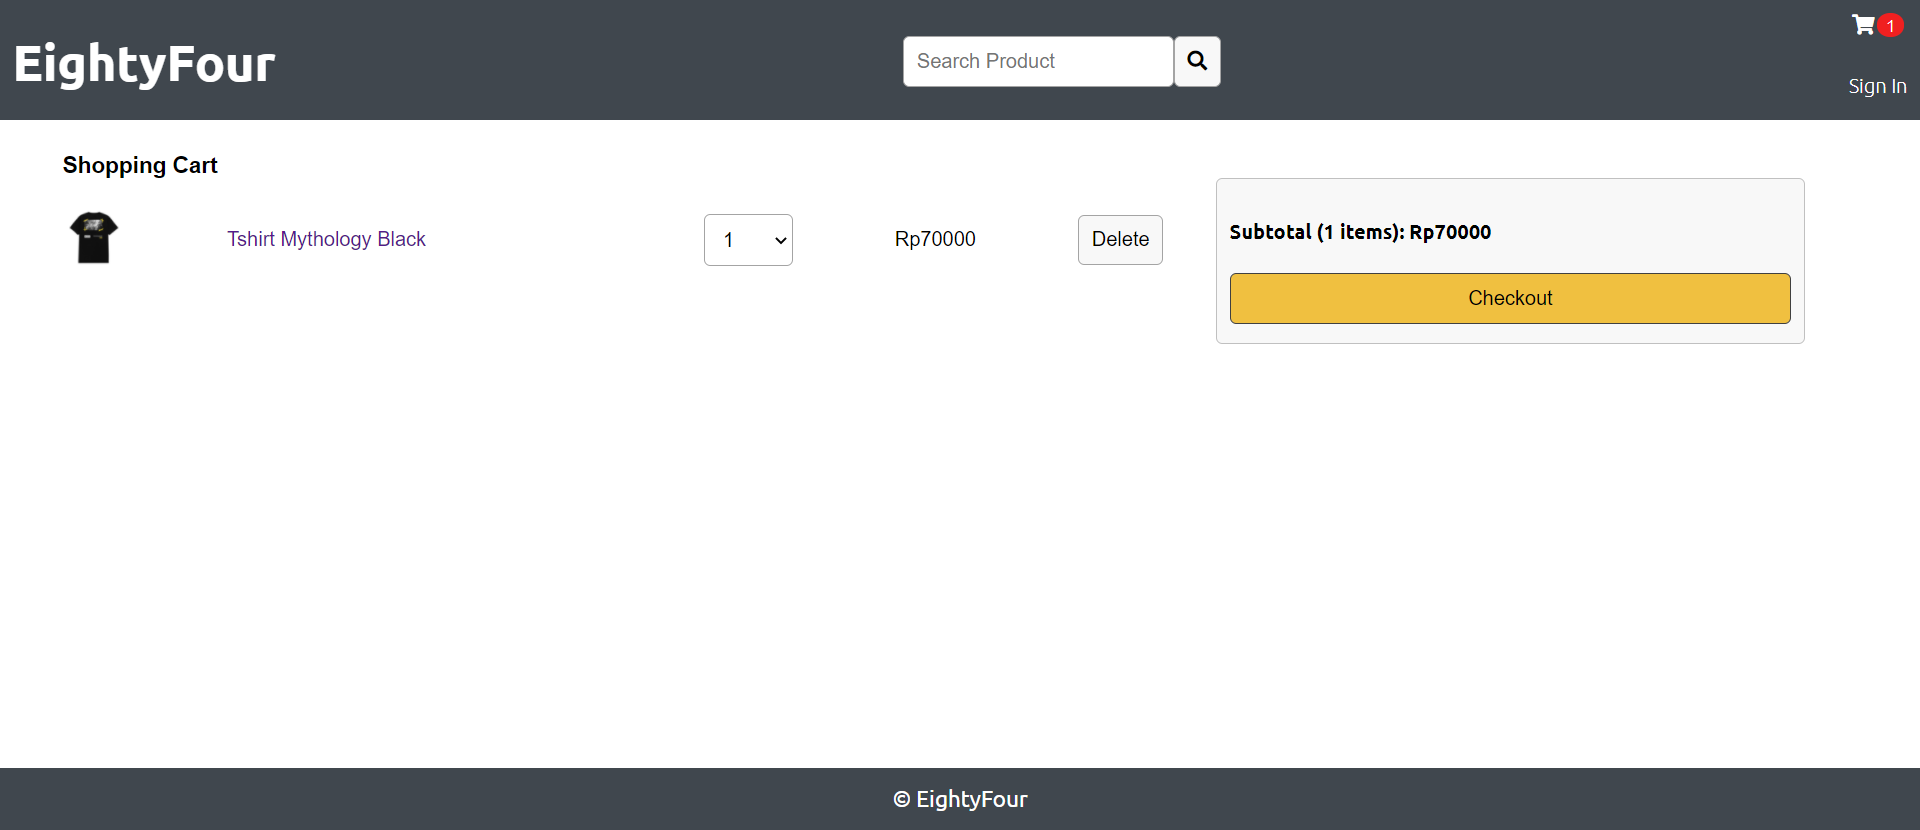 EightyFour
Search Product
1
Sign In
Shopping Cart
Tshirt Mythology Black
1
Rp70000
Delete
Subtotal (1 items): Rp70000
Checkout
© EightyFour